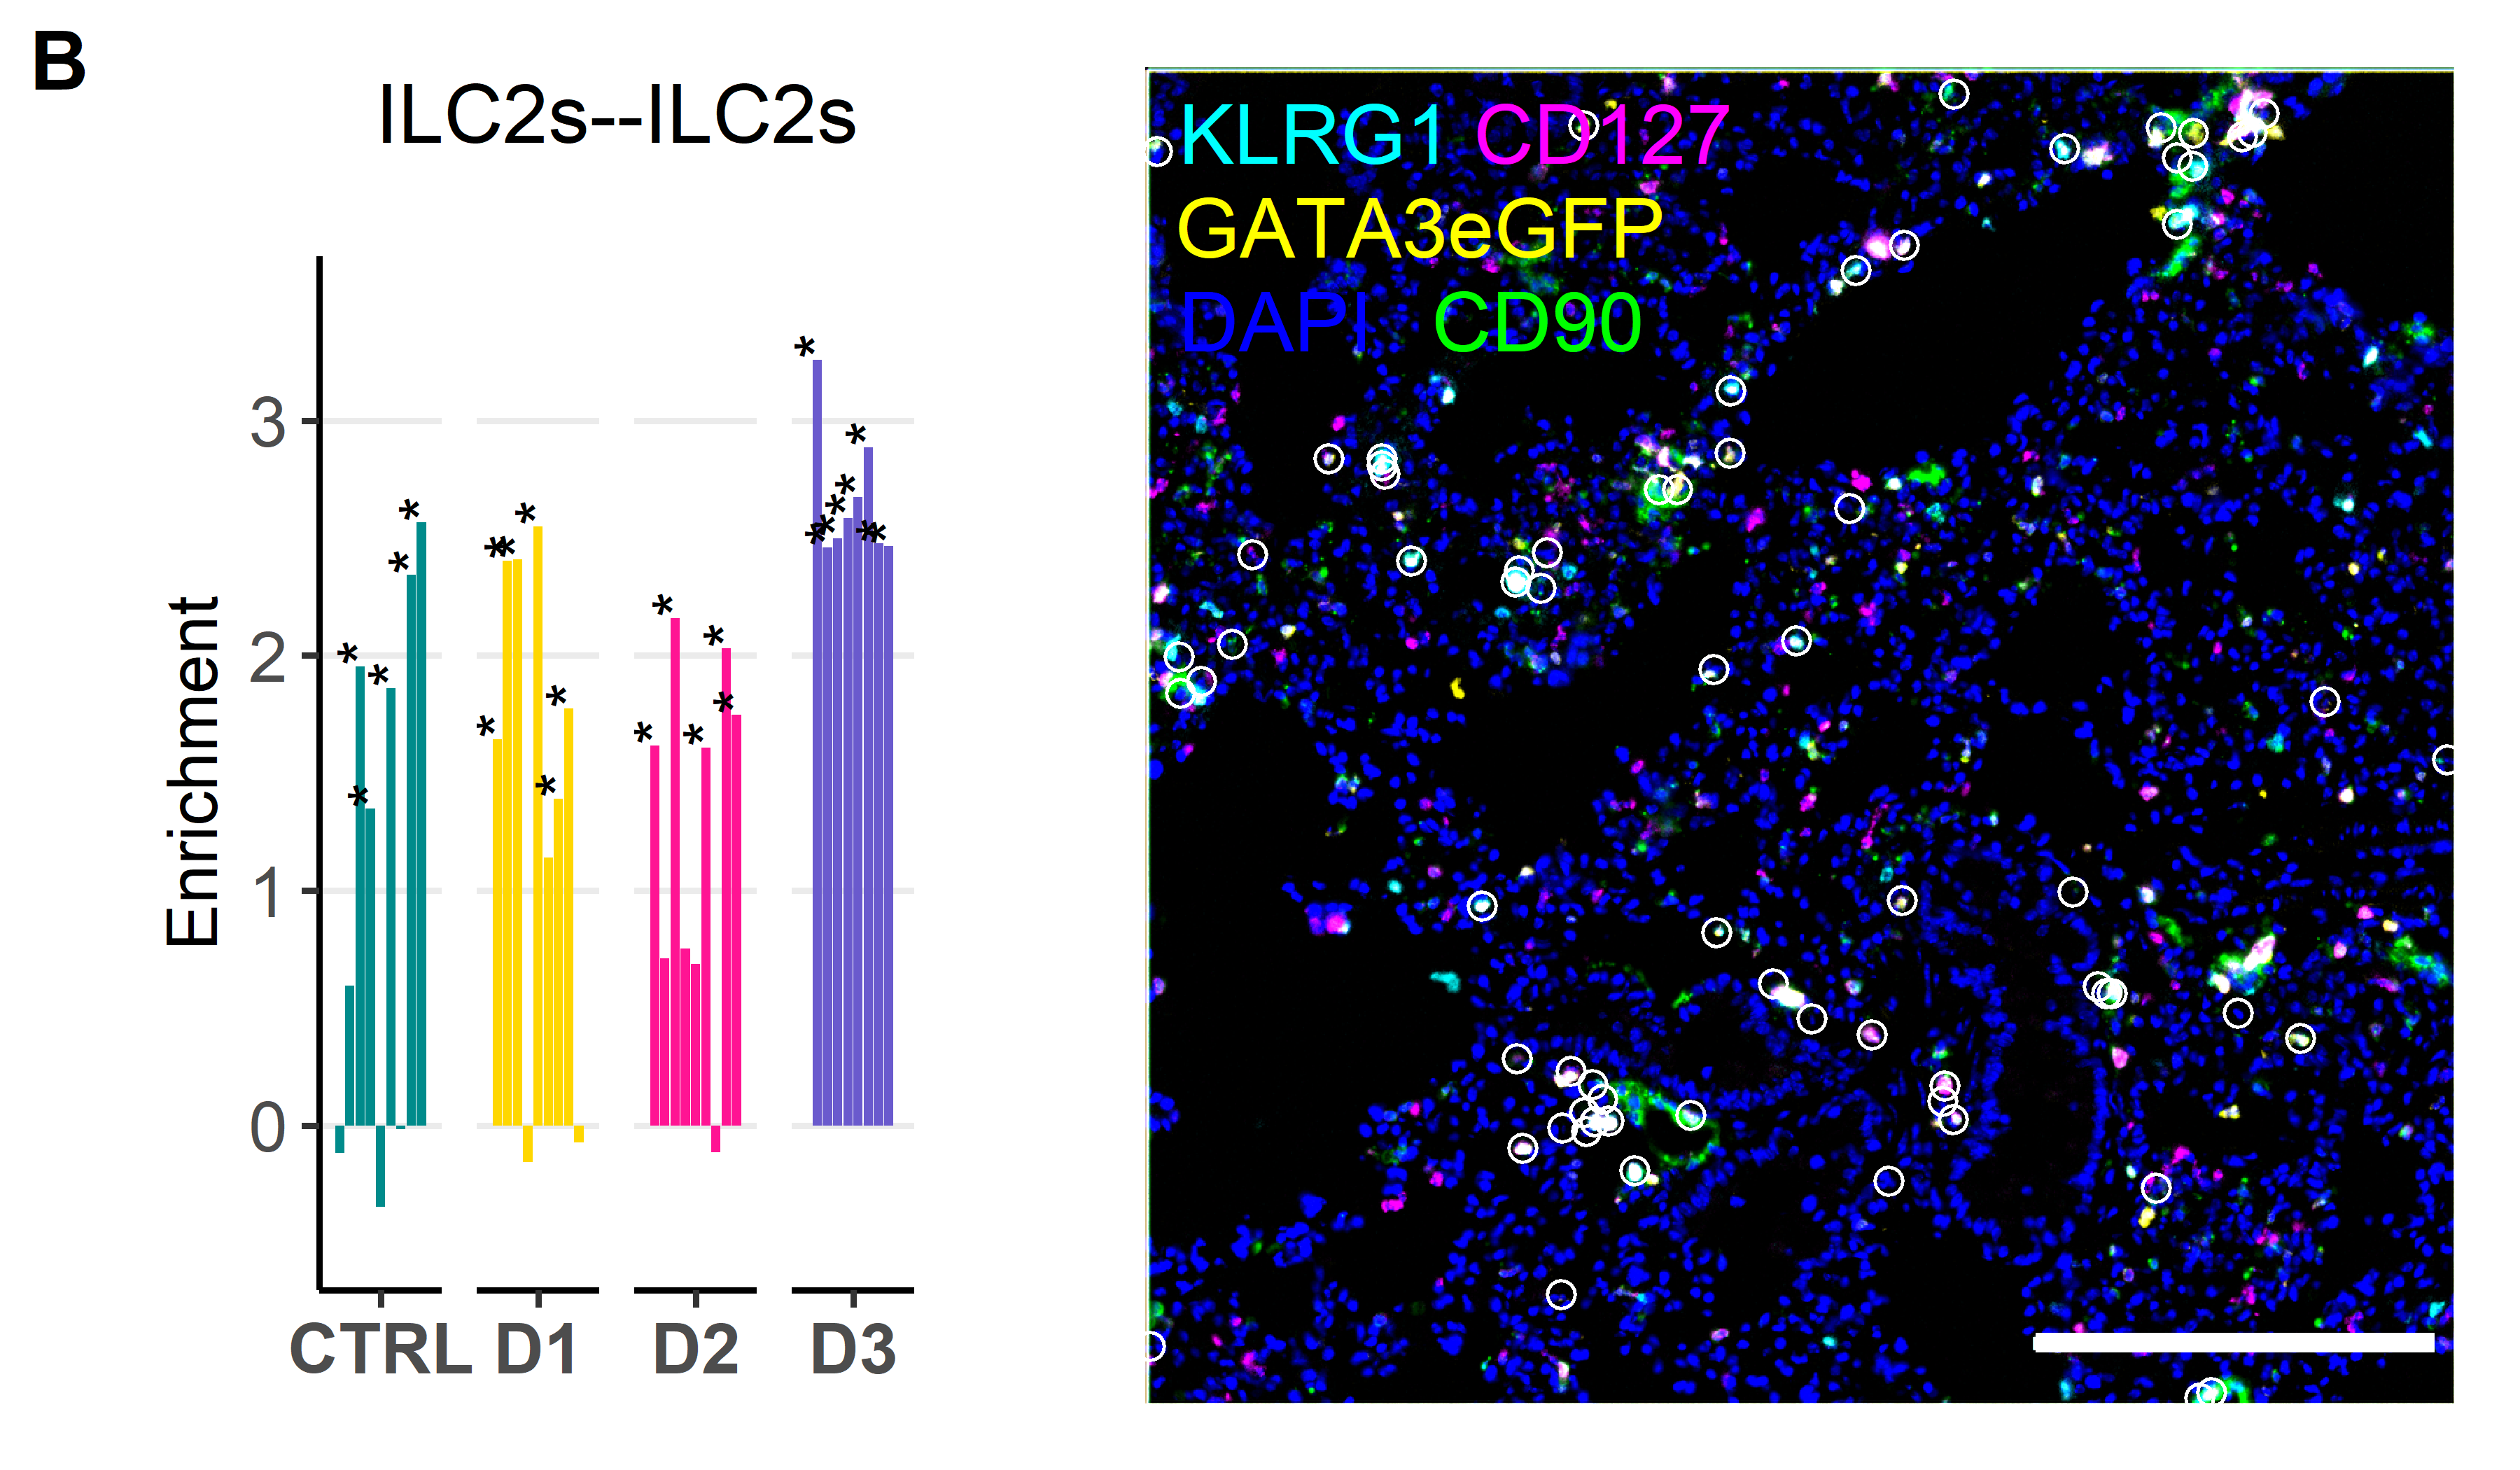 B
ILC2s--ILC2s
Enrichment
3
2
1
0
* * * * * *
* * * * * *
* * * * *
* * * * * * * *
CTRL D1 D2 D3
KLRG1 CD127
GATA3eGFP
DAPI CD90